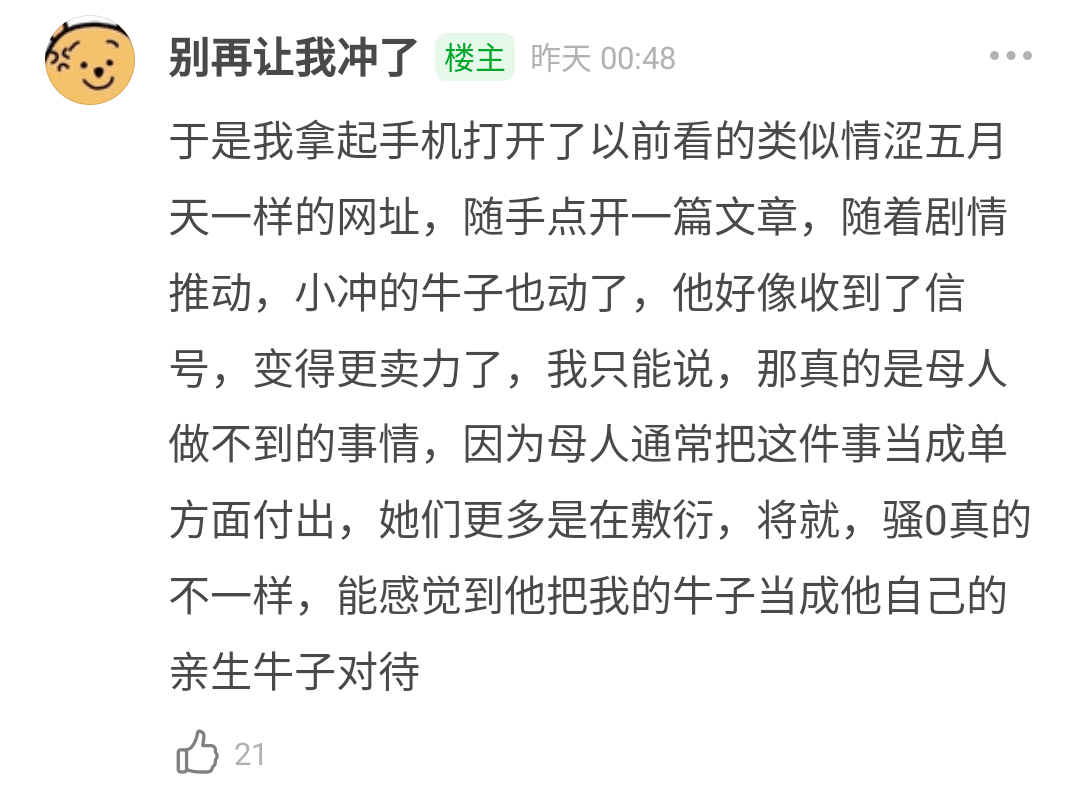 别再让我冲了 楼主 昨天 00:48
于是我拿起手机打开了以前看的类似情涩五月
天一样的网址，随手点开一篇文章，随着剧情
推动，小冲的牛子也动了，他好像收到了信
号，变得更卖力了，我只能说，那真的是母人
做不到的事情，因为母人通常把这件事当成单
方面付出，她们更多是在敷衍，将就，骚0真的
不一样，能感觉到他把我的牛子当成他自己的
亲生牛子对待
21